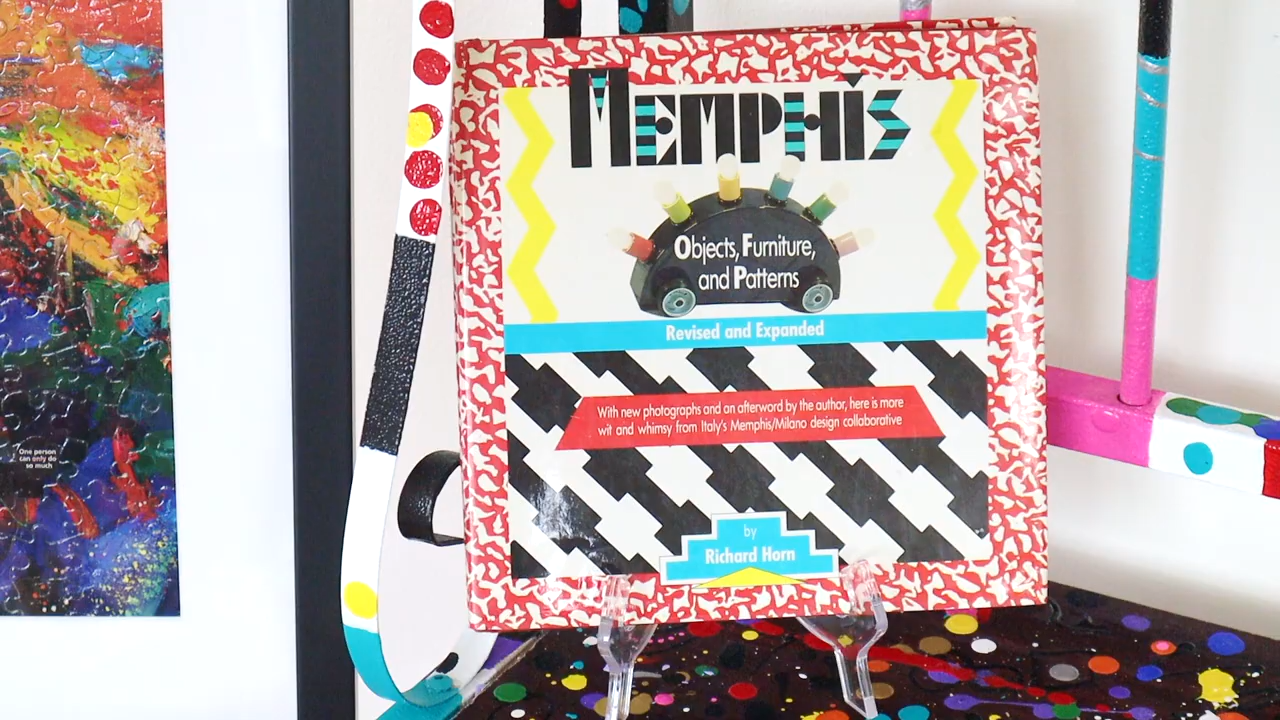 MEMPHIS
Objects, Furniture,
and Patterns
Revised and Expanded
With new photographs and an afterword by the author, here is more
wit and whimsy from Italy's Memphis/Milano design collaborative
by
Richard Horn
One person
can only do
so much